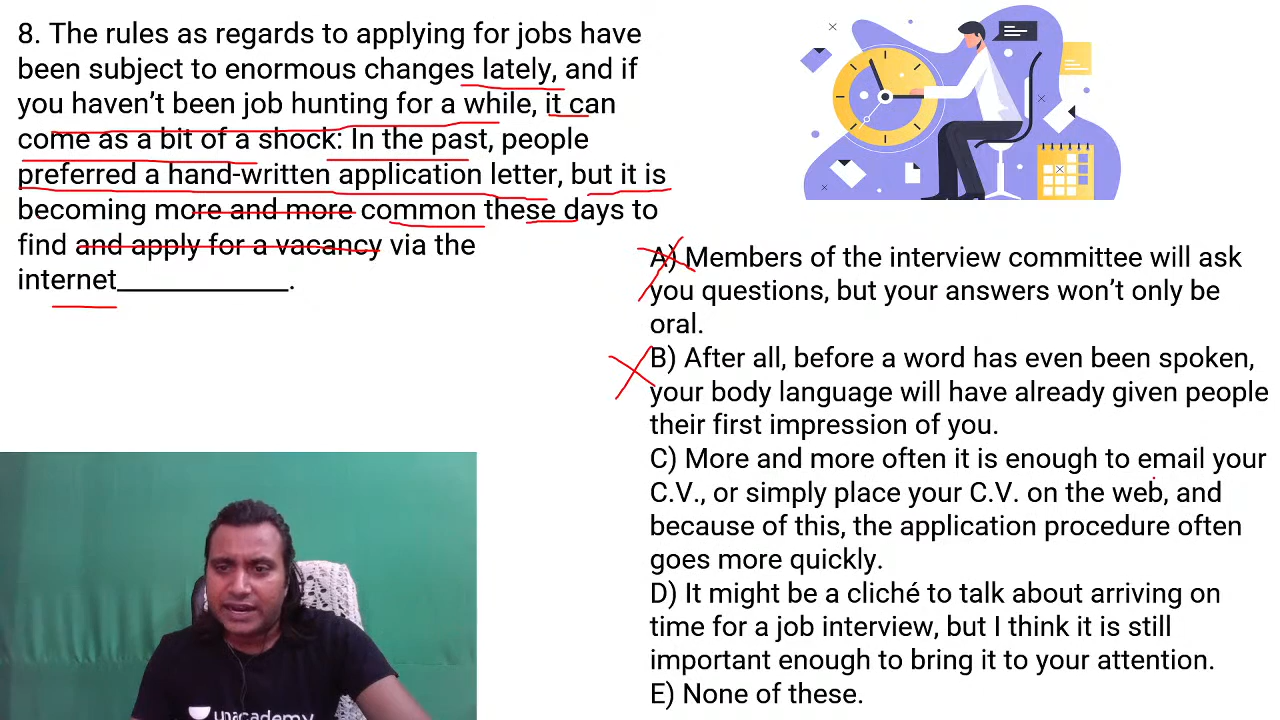 8. The rules as regards to applying for jobs have
been subject to enormous changes lately, and if
you haven’t been job hunting for a while, it can
come as a bit of a shock: In the past, people
preferred a hand-written application letter, but it is
becoming more and more common these days to
find and apply for a vacancy via the
internet____________.
A) Members of the interview committee will ask
you questions, but your answers won’t only be
oral.
B) After all, before a word has even been spoken,
your body language will have already given people
their first impression of you.
C) More and more often it is enough to email your
C.V., or simply place your C.V. on the web, and
because of this, the application procedure often
goes more quickly.
D) It might be a cliché to talk about arriving on
time for a job interview, but I think it is still
important enough to bring it to your attention.
E) None of these.
unacademy